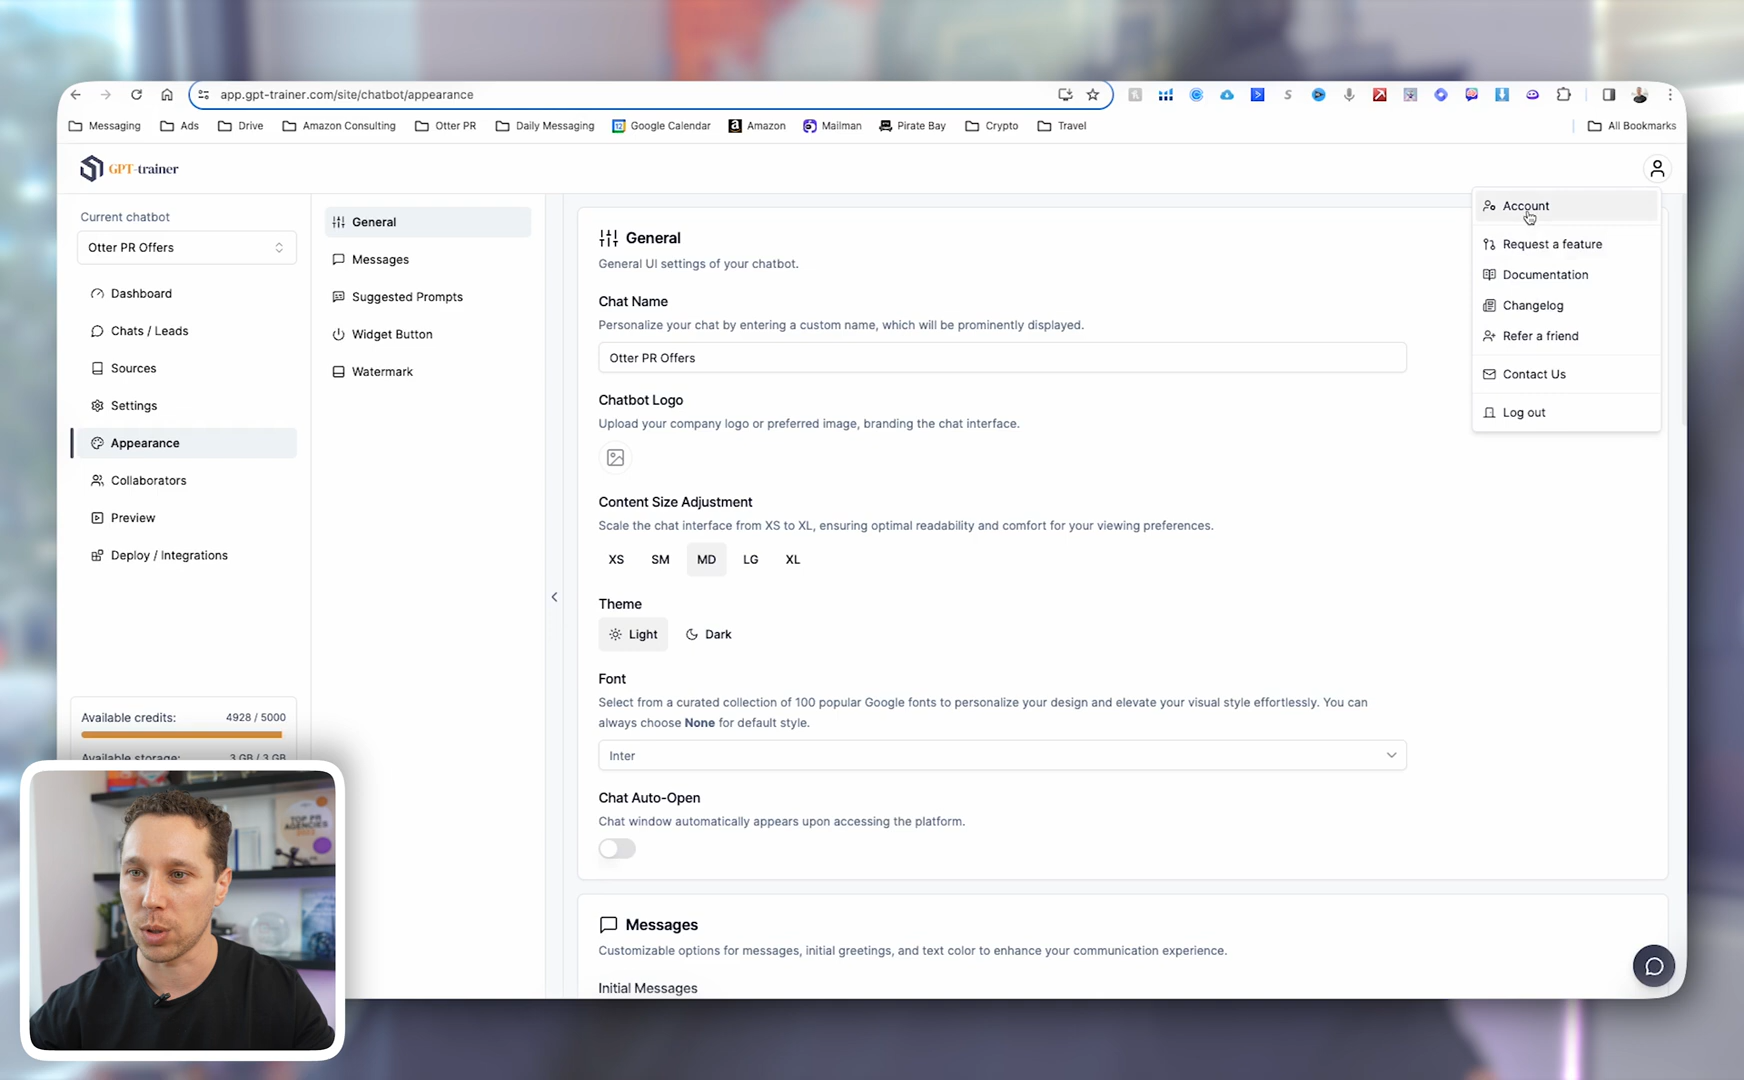 app.gpt-trainer.com/site/chatbot/appearance
Messaging
Ads
Drive
Amazon Consulting
Otter PR
Daily Messaging
Google Calendar
Amazon
Mailman
Pirate Bay
Crypto
Travel
All Bookmarks
GPT-trainer
Current chatbot
Otter PR Offers
Dashboard
Chats / Leads
Sources
Settings
Appearance
Collaborators
Preview
Deploy / Integrations
Available credits: 4928 / 5000
Available storage: 3 GB / 3 GB
General
Messages
Suggested Prompts
Widget Button
Watermark
General
General UI settings of your chatbot.
Chat Name
Personalize your chat by entering a custom name, which will be prominently displayed.
Otter PR Offers
Chatbot Logo
Upload your company logo or preferred image, branding the chat interface.
Content Size Adjustment
Scale the chat interface from XS to XL, ensuring optimal readability and comfort for your viewing preferences.
XS SM MD LG XL
Theme
Light Dark
Font
Select from a curated collection of 100 popular Google fonts to personalize your design and elevate your visual style effortlessly. You can
always choose None for default style.
Inter
Chat Auto-Open
Chat window automatically appears upon accessing the platform.
Messages
Customizable options for messages, initial greetings, and text color to enhance your communication experience.
Initial Messages
Account
Request a feature
Documentation
Changelog
Refer a friend
Contact Us
Log out
TOP PR
AGENCIES